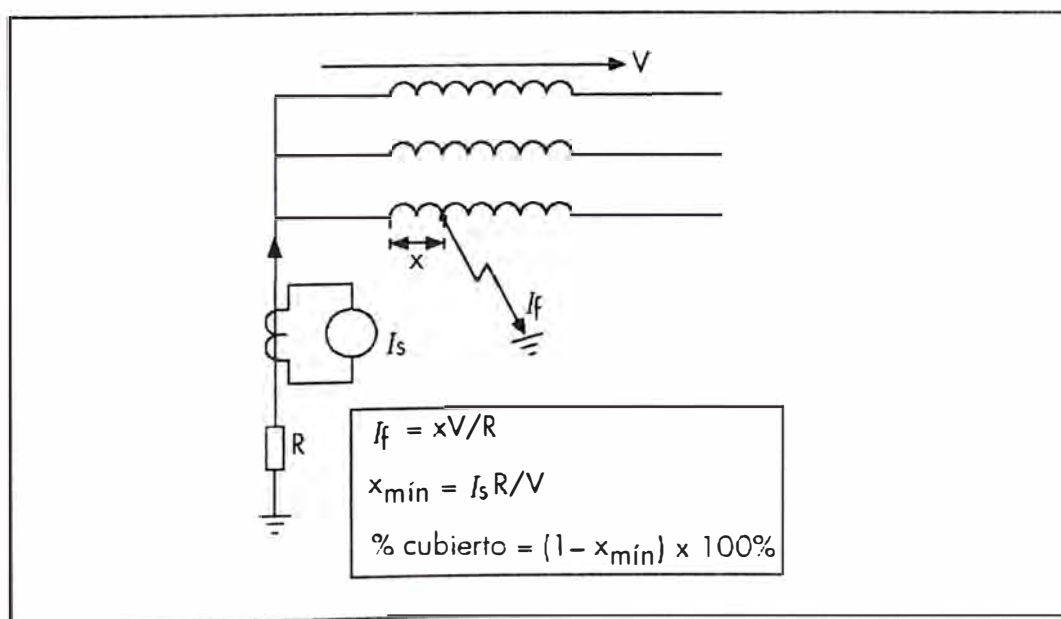 V
x
If
Is
R
If = xV/R
xmín = IsR/V
% cubierto = (1 – xmín) x 100%